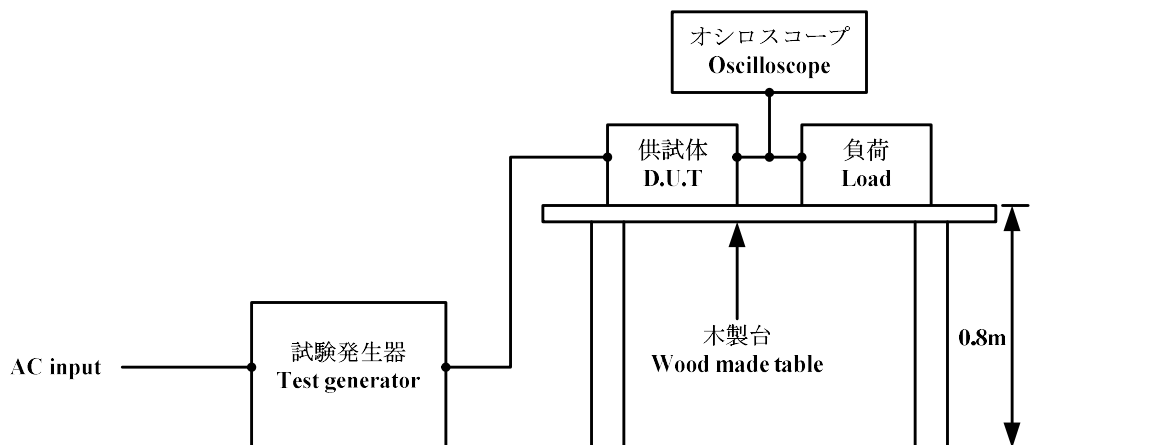 オシロスコープ
Oscilloscope
供試体
D.U.T
負荷
Load
木製台
Wood made table
0.8m
試験発生器
Test generator
AC input